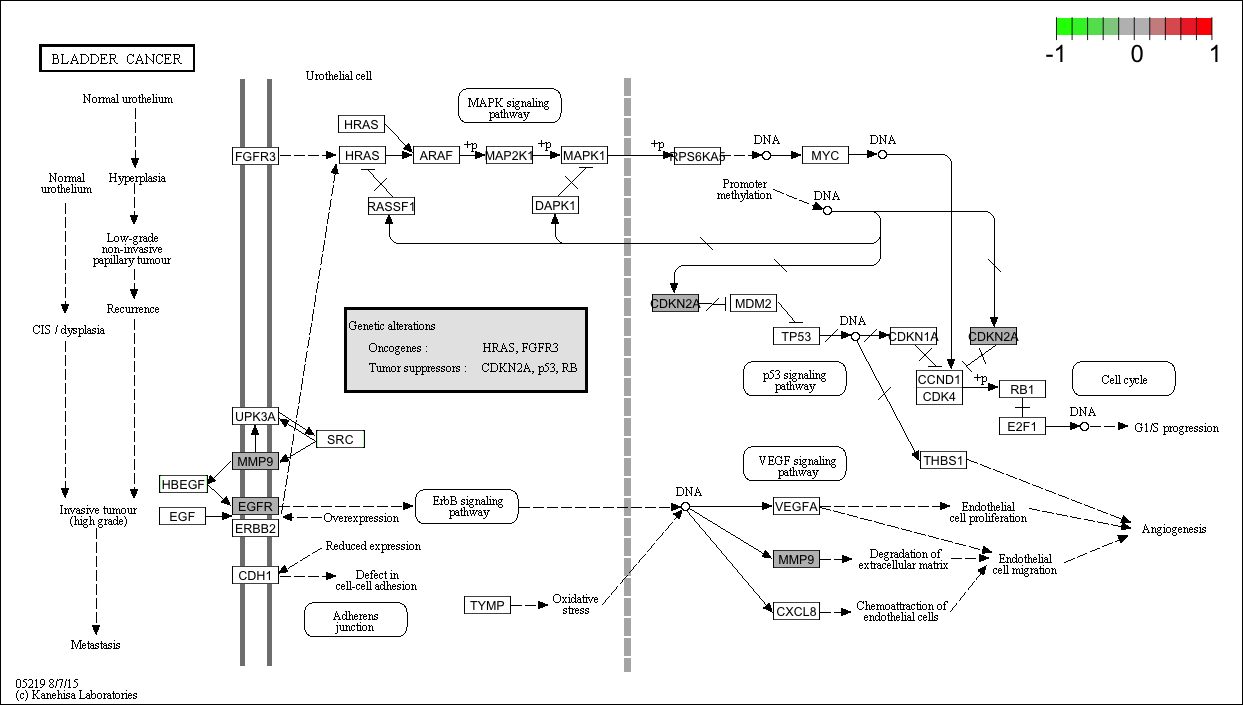 BLADDER CANCER
-1 0 1
Urothelial cell
Normal urothelium
MAPK signaling
pathway
HRAS
FGFR3
HRAS
ARAF
+p
MAP2K1
+p
MAPK1
+p
RPS6KA5
DNA
MYC
DNA
Normal
urothelium
Hyperplasia
RASSF1
DAPK1
Promoter
methylation
DNA
Low-grade
non-invasive
papillary tumour
Recurrence
CIS / dysplasia
CDKN2A
MDM2
TP53
DNA
CDKN1A
CDKN2A
Genetic alterations
Oncogenes : HRAS, FGFR3
Tumor suppressors : CDKN2A, p53, RB
p53 signaling
pathway
CCND1
CDK4
+p
RB1
Cell cycle
E2F1
DNA
G1/S progression
UPK3A
SRC
MMP9
HBEGF
EGFR
EGF
ERBB2
Overexpression
ErbB signaling
pathway
VEGF signaling
pathway
THBS1
DNA
VEGFA
Endothelial
cell proliferation
Angiogenesis
Invasive tumour
(high grade)
Reduced expression
CDH1
Defect in
cell-cell adhesion
MMP9
Degradation of
extracellular matrix
Endothelial
cell migration
TYMP
Oxidative
stress
CXCL8
Chemoattraction of
endothelial cells
Adherens
junction
Metastasis
05219 8/7/15
(c) Kanehisa Laboratories